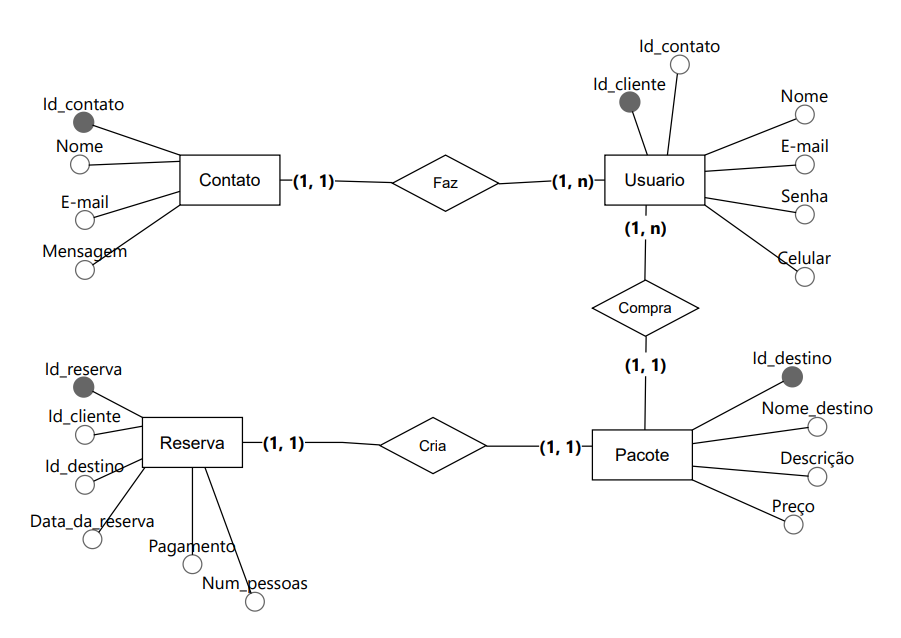 Id_contato
Id_cliente
Id_contato
Nome
Nome
E-mail
E-mail
Contato
(1, 1)
Faz
(1, n)
Usuario
Senha
(1, n)
Mensagem
Celular
Compra
(1, 1)
Id_reserva
Id_destino
Id_cliente
Nome_destino
Reserva
(1, 1)
Cria
(1, 1)
Pacote
Id_destino
Descrição
Preço
Data_da_reserva
Pagamento
Num_pessoas